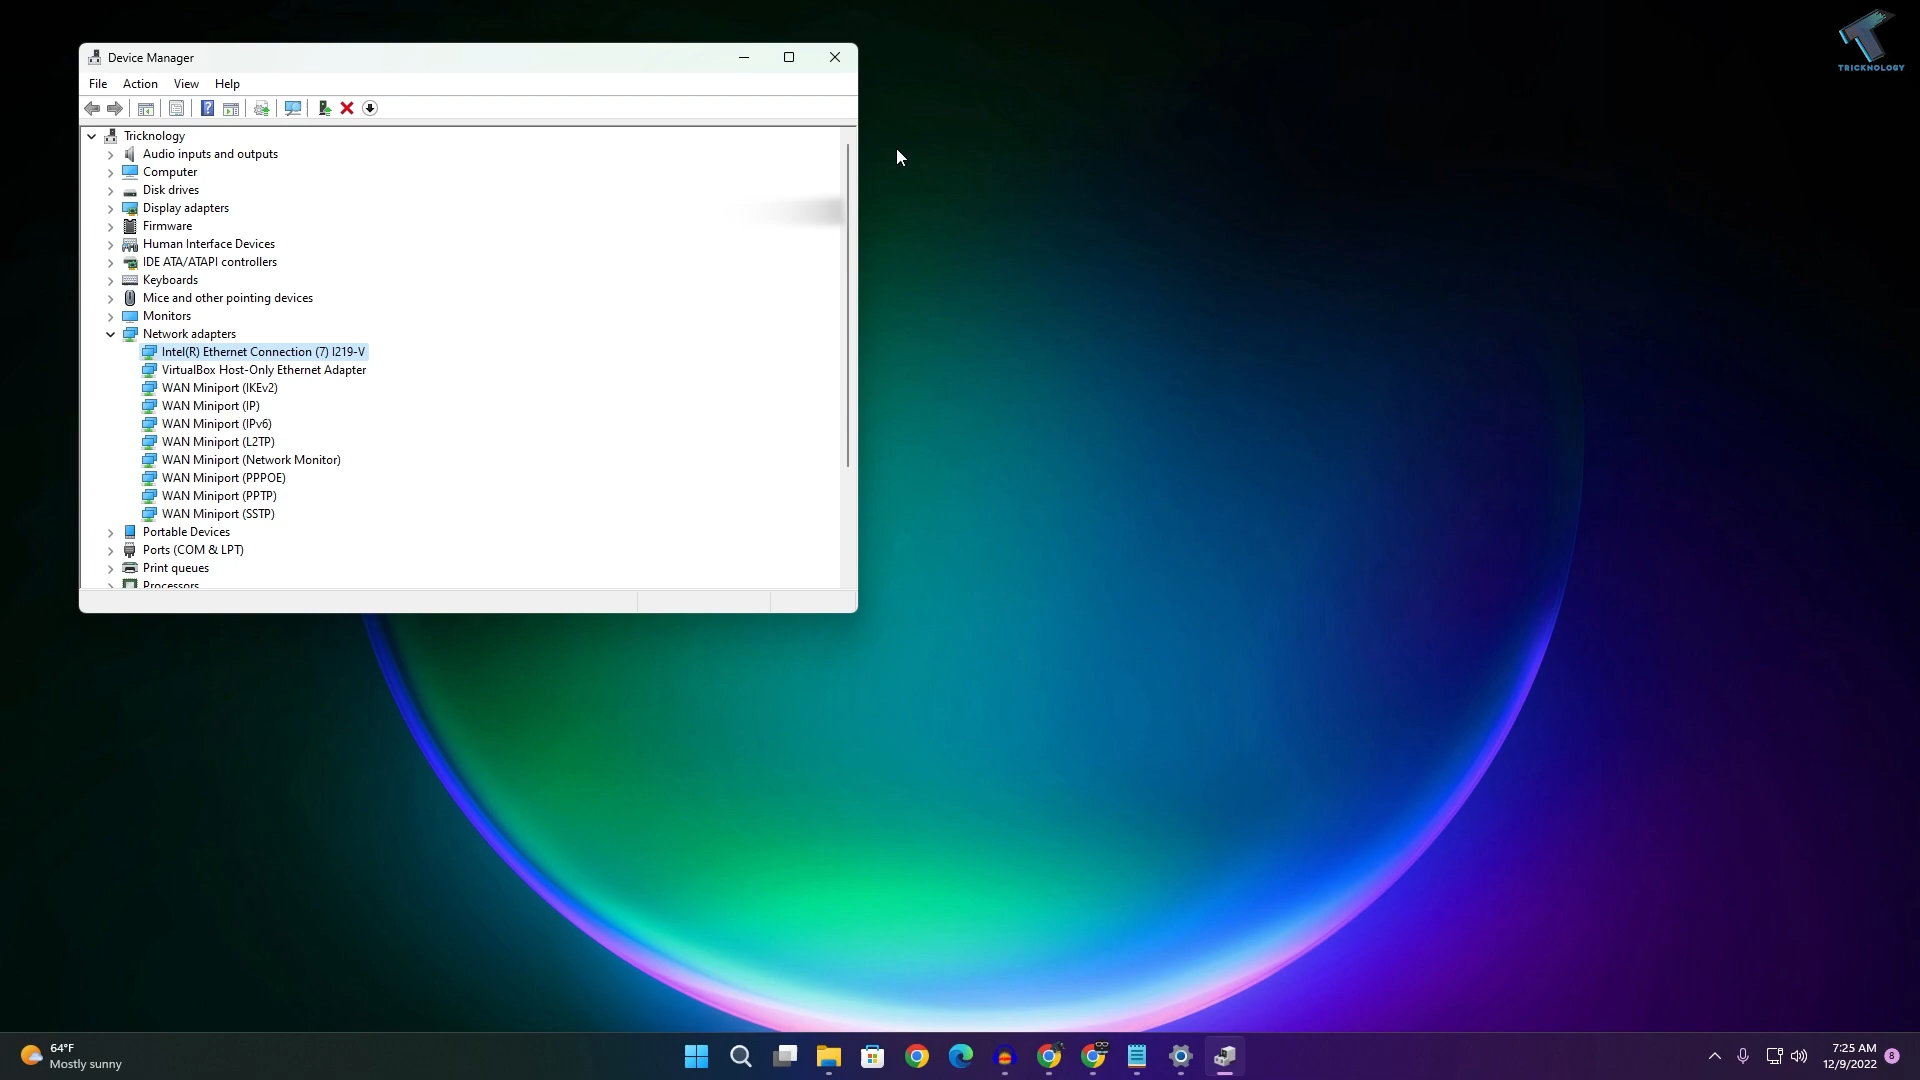 TRICKNOLOGY
Device Manager
File Action View Help
Tricknology
Audio inputs and outputs
Computer
Disk drives
Display adapters
Firmware
Human Interface Devices
IDE ATA/ATAPI controllers
Keyboards
Mice and other pointing devices
Monitors
Network adapters
Intel(R) Ethernet Connection (7) I219-V
VirtualBox Host-Only Ethernet Adapter
WAN Miniport (IKEv2)
WAN Miniport (IP)
WAN Miniport (IPv6)
WAN Miniport (L2TP)
WAN Miniport (Network Monitor)
WAN Miniport (PPPOE)
WAN Miniport (PPTP)
WAN Miniport (SSTP)
Portable Devices
Ports (COM & LPT)
Print queues
Processors
64°F
Mostly sunny
7:25 AM
12/9/2022
8